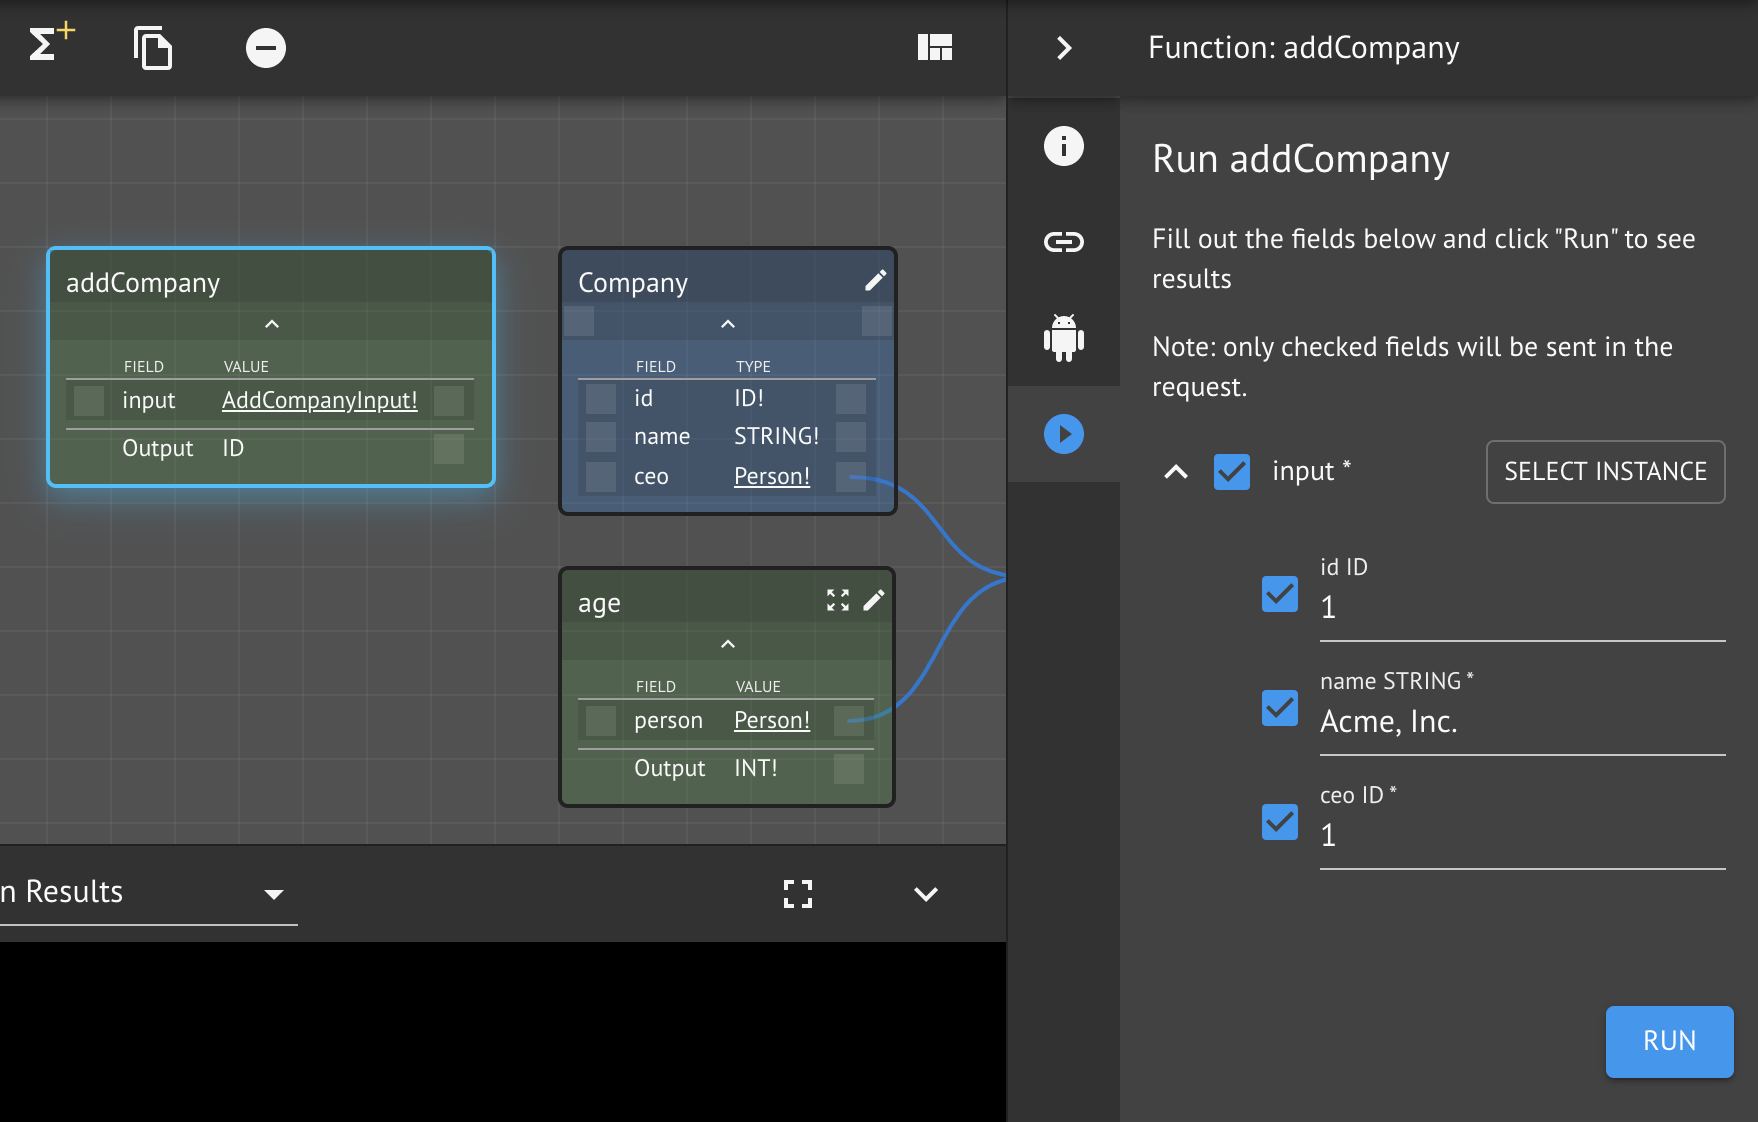 Function: addCompany
addCompany
FIELD VALUE
input AddCompanyInput!
Output ID
Company
FIELD TYPE
id ID!
name STRING!
ceo Person!
age
FIELD VALUE
person Person!
Output INT!
n Results
Run addCompany
Fill out the fields below and click "Run" to see
results
Note: only checked fields will be sent in the
request.
input *
SELECT INSTANCE
id ID
1
name STRING *
Acme, Inc.
ceo ID *
1
RUN